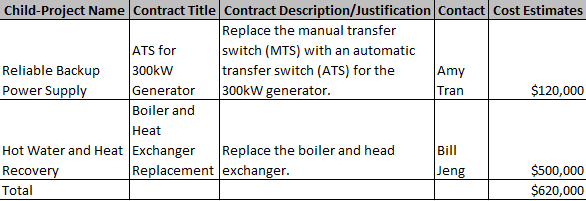 Child-Project Name Contract Title Contract Description/Justification Contact Cost Estimates
Reliable Backup Power Supply ATS for 300kW Generator Replace the manual transfer switch (MTS) with an automatic transfer switch (ATS) for the 300kW generator. Amy Tran $120,000
Hot Water and Heat Recovery Boiler and Heat Exchanger Replacement Replace the boiler and head exchanger. Bill Jeng $500,000
Total $620,000